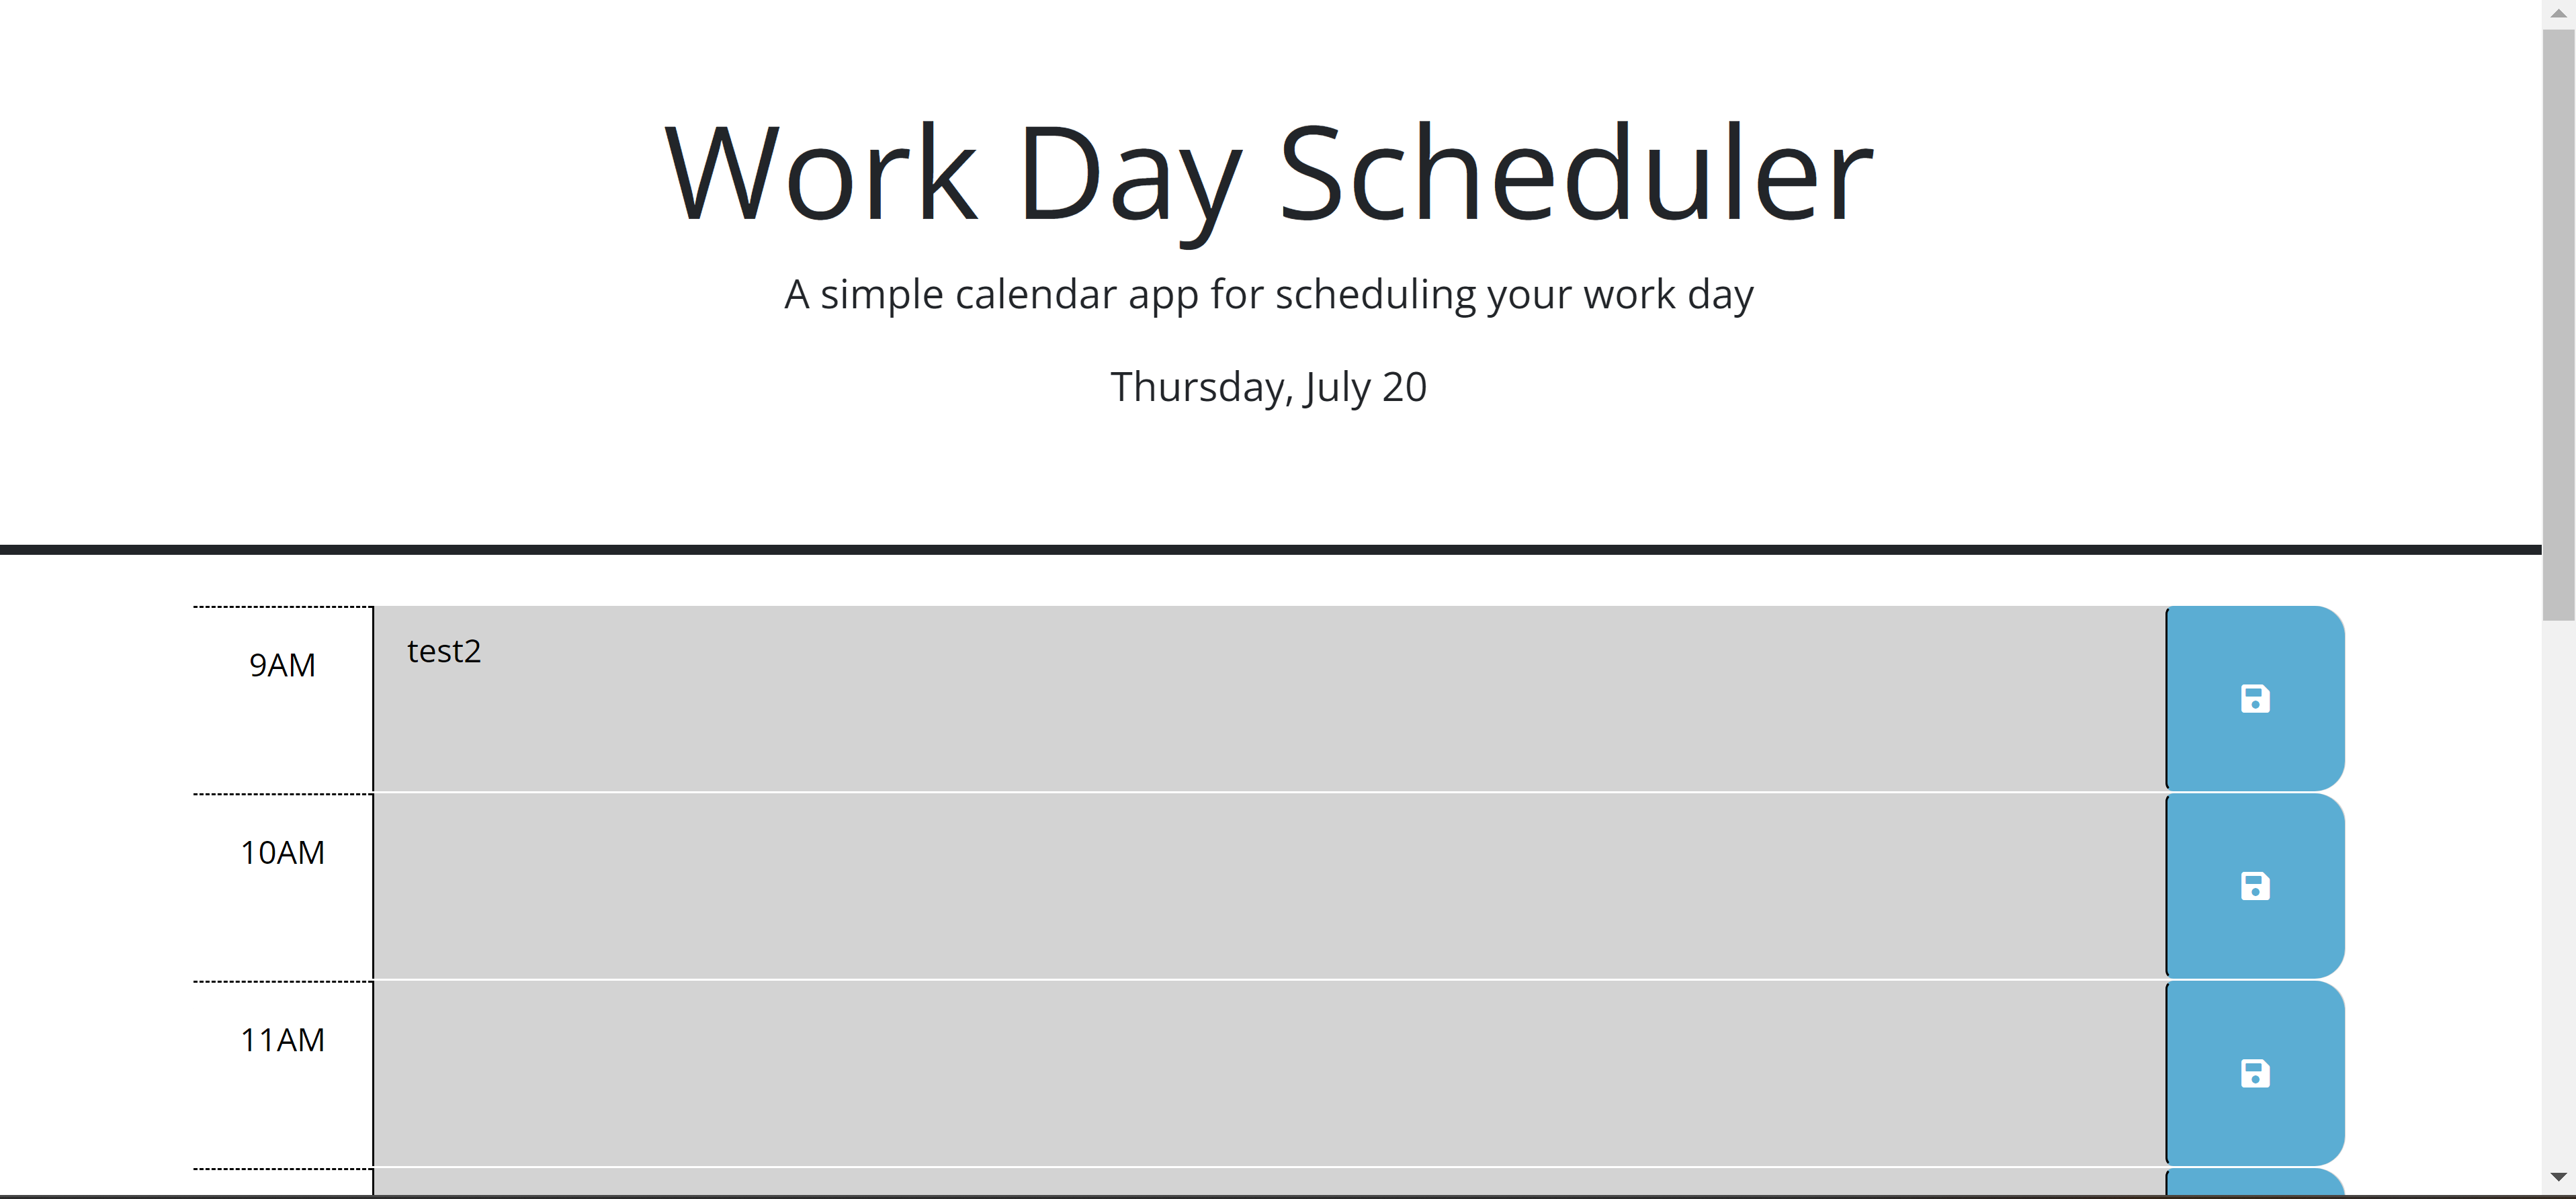 Work Day Scheduler
A simple calendar app for scheduling your work day
Thursday, July 20
9AM
test2
10AM
11AM